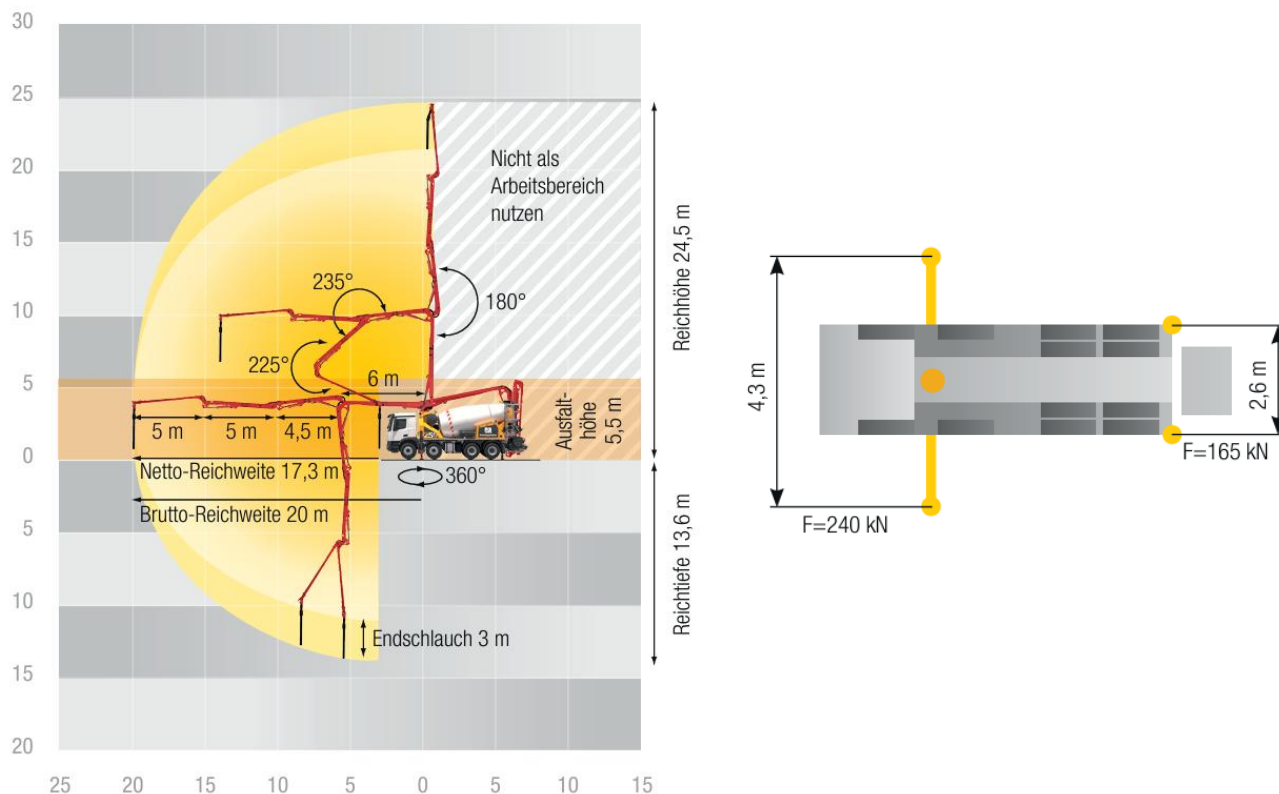 30
25
20
15
10
5
0
5
10
15
20
25
20
15
10
5
0
5
10
15
Nicht als
Arbeitsbereich
nutzen
235°
180°
225°
6 m
5 m
5 m
4,5 m
Ausfalt-
höhe
5,5 m
Netto-Reichweite 17,3 m
360°
Brutto-Reichweite 20 m
Endschlauch 3 m
Reichhöhe 24,5 m
Reichtiefe 13,6 m
4,3 m
2,6 m
F=165 kN
F=240 kN